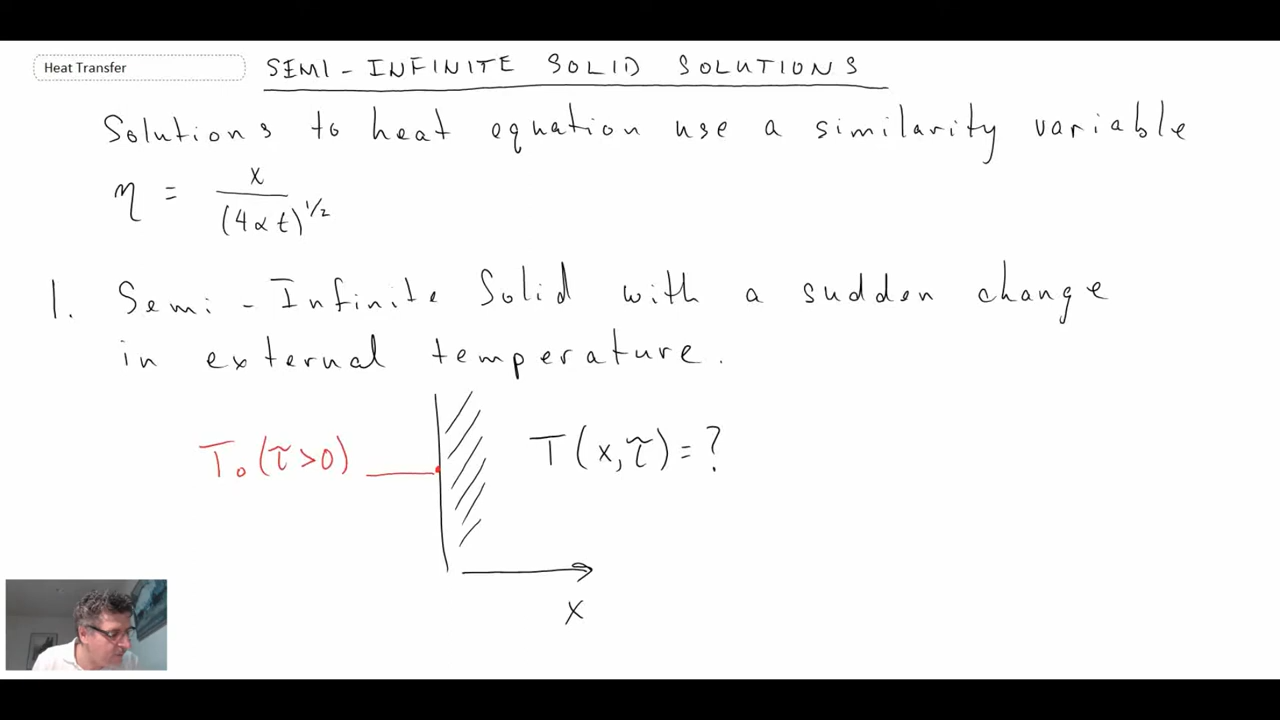 Heat Transfer
SEMI-INFINITE SOLID SOLUTIONS
Solutions to heat equation use a similarity variable
η = x / (4αt)^1/2
1. Semi-Infinite Solid with a sudden change
in external temperature.
T₀(τ>0)
T(x,τ)=?
x